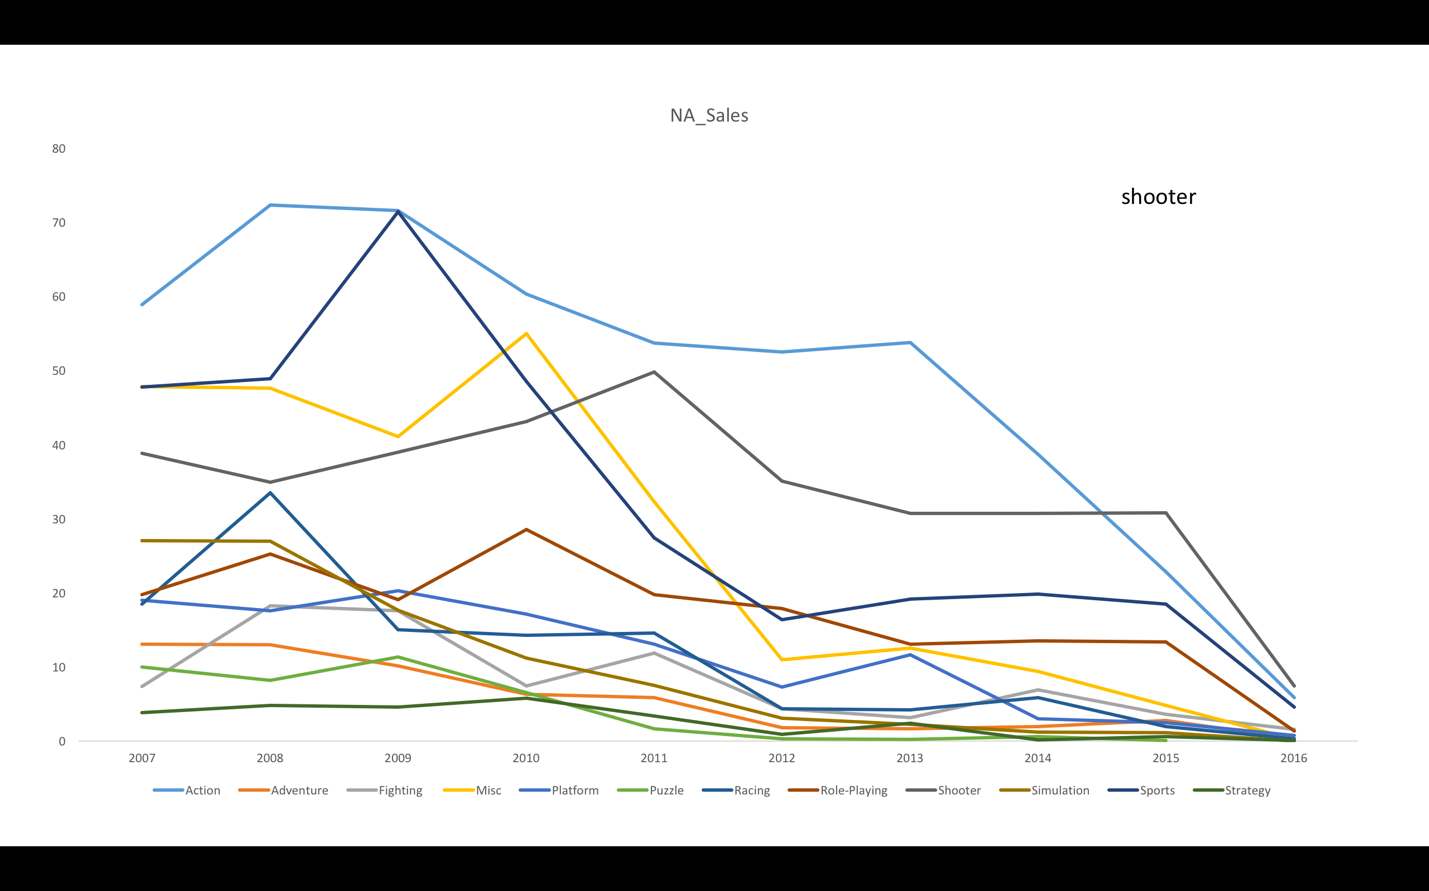 NA_Sales
80
shooter
70
60
50
40
30
20
10
0
2007 2008 2009 2010 2011 2012 2013 2014 2015 2016
Action Adventure Fighting Misc Platform Puzzle Racing Role-Playing Shooter Simulation Sports Strategy